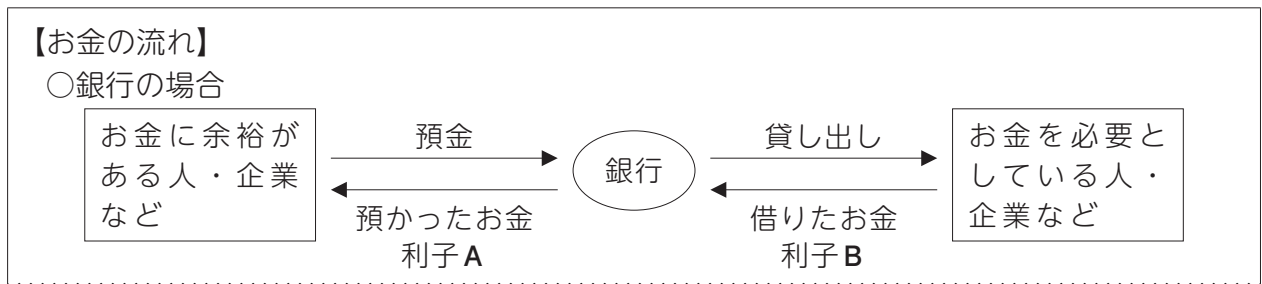 【お金の流れ】
○銀行の場合
お金に余裕が
ある人・企業
など
預金
預かったお金
利子A
銀行
貸し出し
借りたお金
利子B
お金を必要と
している人・
企業など